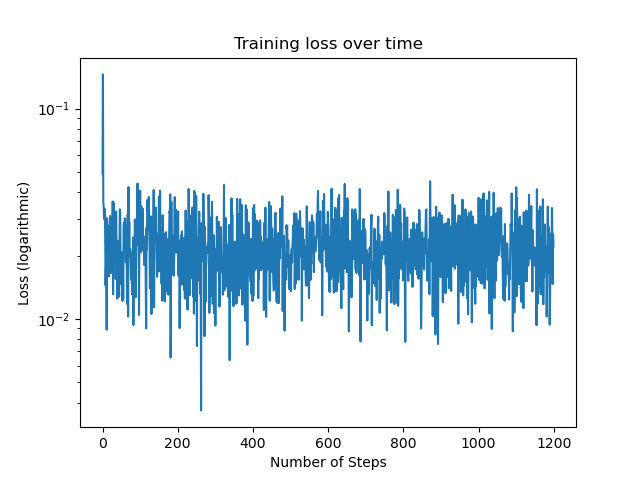 Training loss over time
Loss (logarithmic)
10⁻¹
10⁻²
0 200 400 600 800 1000 1200
Number of Steps